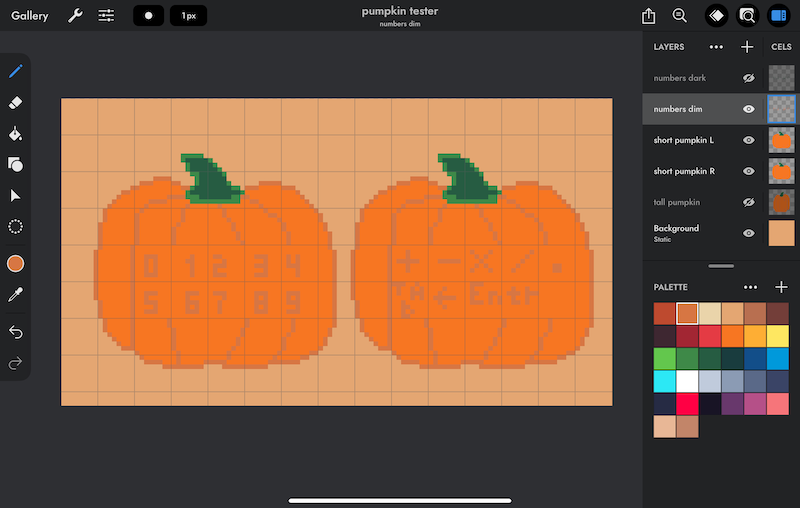 Gallery
1px
pumpkin tester
numbers dim
LAYERS
CELS
numbers dark
numbers dim
short pumpkin L
short pumpkin R
tall pumpkin
Background
Static
PALETTE
0 1 2 3 4
5 6 7 8 9
+ - × / .
TAb ← Entr